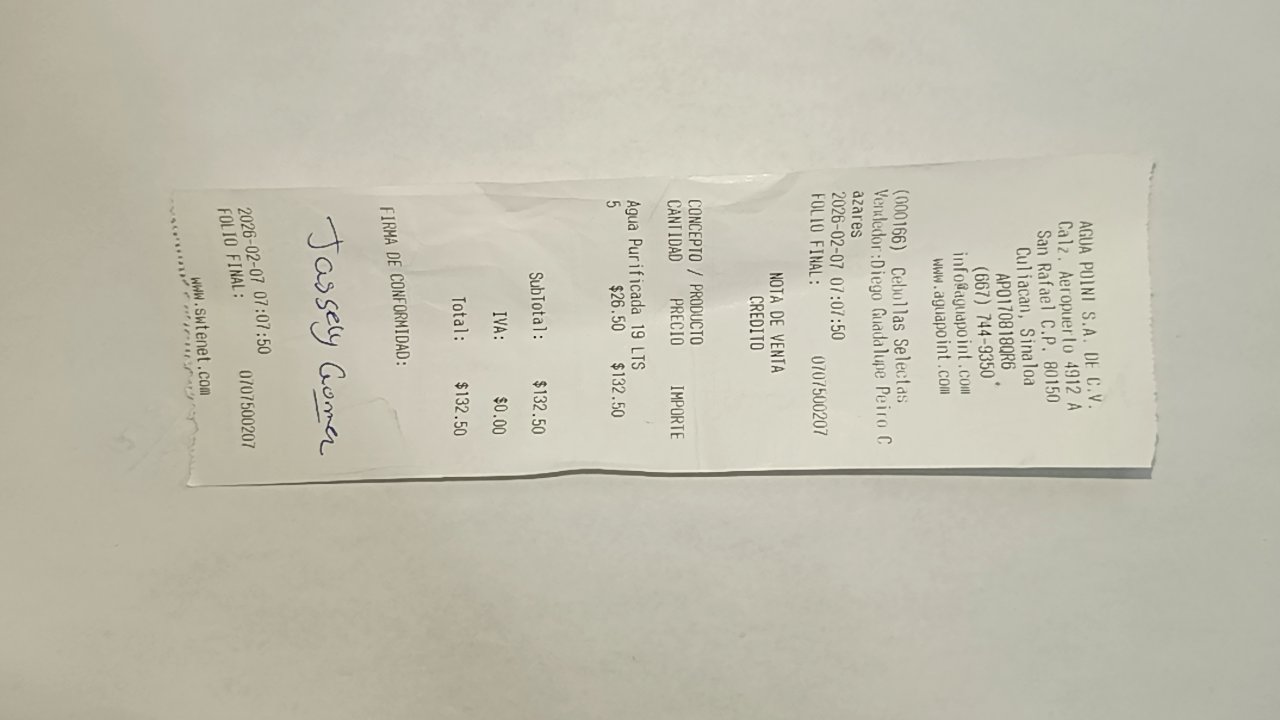 AGUA POINT S.A. DE C.V.
Calz. Aeropuerto 4912 A
San Rafael C.P. 80150
Culiacan, Sinaloa
APO170818QR6
(667) 744-9350
info@aguapoint.com
www.aguapoint.com
(000166) Cebollas Selectas
Vendedor:Diego Guadalupe Peiro C
azares
2026-02-07 07:07:50
FOLIO FINAL: 0707500207
NOTA DE VENTA
CREDITO
CONCEPTO / PRODUCTO
CANTIDAD PRECIO IMPORTE
Agua Purificada 19 LTS
5 $26.50 $132.50
SubTotal: $132.50
IVA: $0.00
Total: $132.50
FIRMA DE CONFORMIDAD:
Jassely Gomez
2026-02-07 07:07:50
FOLIO FINAL: 0707500207
www.swtenet.com